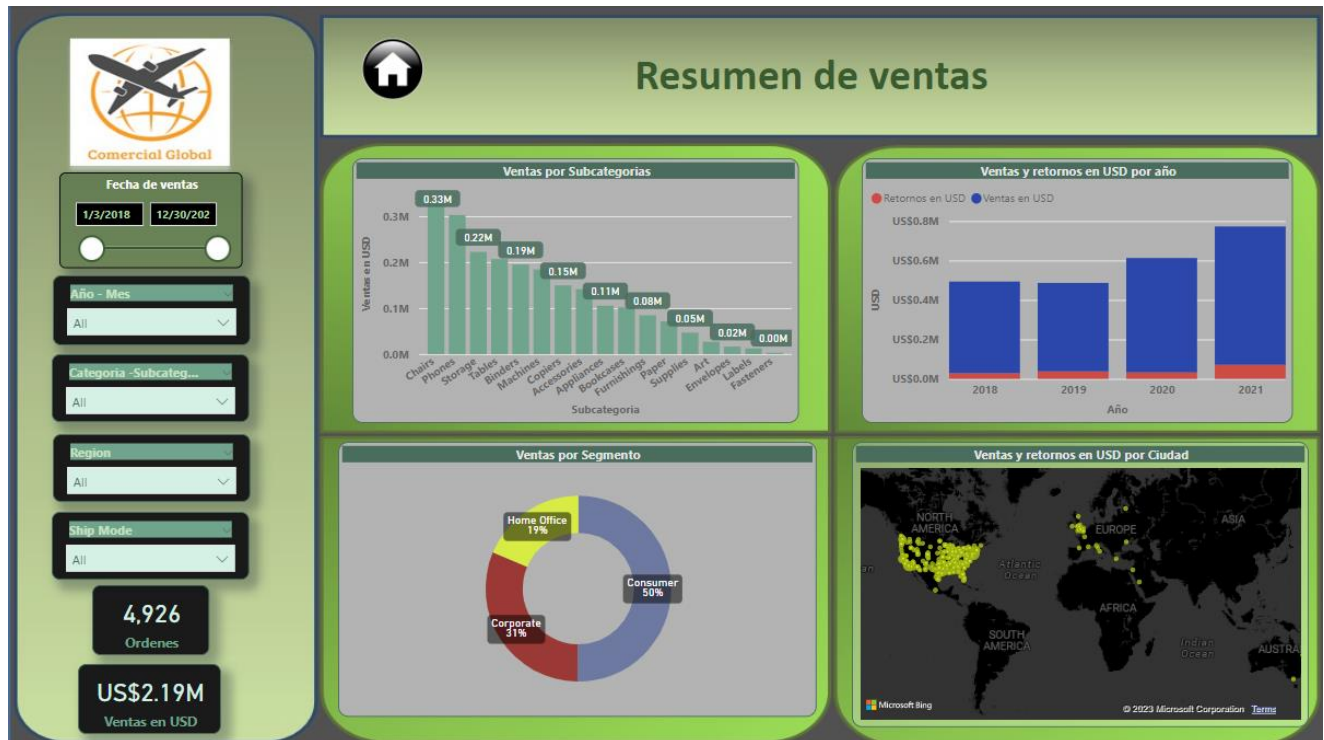 Resumen de ventas
Comercial Global
Fecha de ventas
1/3/2018
12/30/202
Año - Mes
All
Categoria -Subcateg...
All
Region
All
Ship Mode
All
4,926
Ordenes
US$2.19M
Ventas en USD
Ventas por Subcategorias
Ventas en USD
0.3M
0.2M
0.1M
0.0M
0.33M
0.22M
0.19M
0.15M
0.11M
0.08M
0.05M
0.02M
0.00M
Chairs
Phones
Storage
Tables
Binders
Machines
Copiers
Accessories
Appliances
Bookcases
Furnishings
Paper
Supplies
Art
Envelopes
Labels
Fasteners
Subcategoria
Ventas y retornos en USD por año
Retornos en USD
Ventas en USD
US$0.8M
US$0.6M
US$0.4M
US$0.2M
US$0.0M
USD
2018
2019
2020
2021
Año
Ventas por Segmento
Home Office
19%
Consumer
50%
Corporate
31%
Ventas y retornos en USD por Ciudad
NORTH
AMERICA
EUROPE
ASIA
Atlantic
Ocean
AFRICA
SOUTH
AMERICA
Indian
Ocean
AUSTRA
Microsoft Bing
© 2023 Microsoft Corporation
Terms